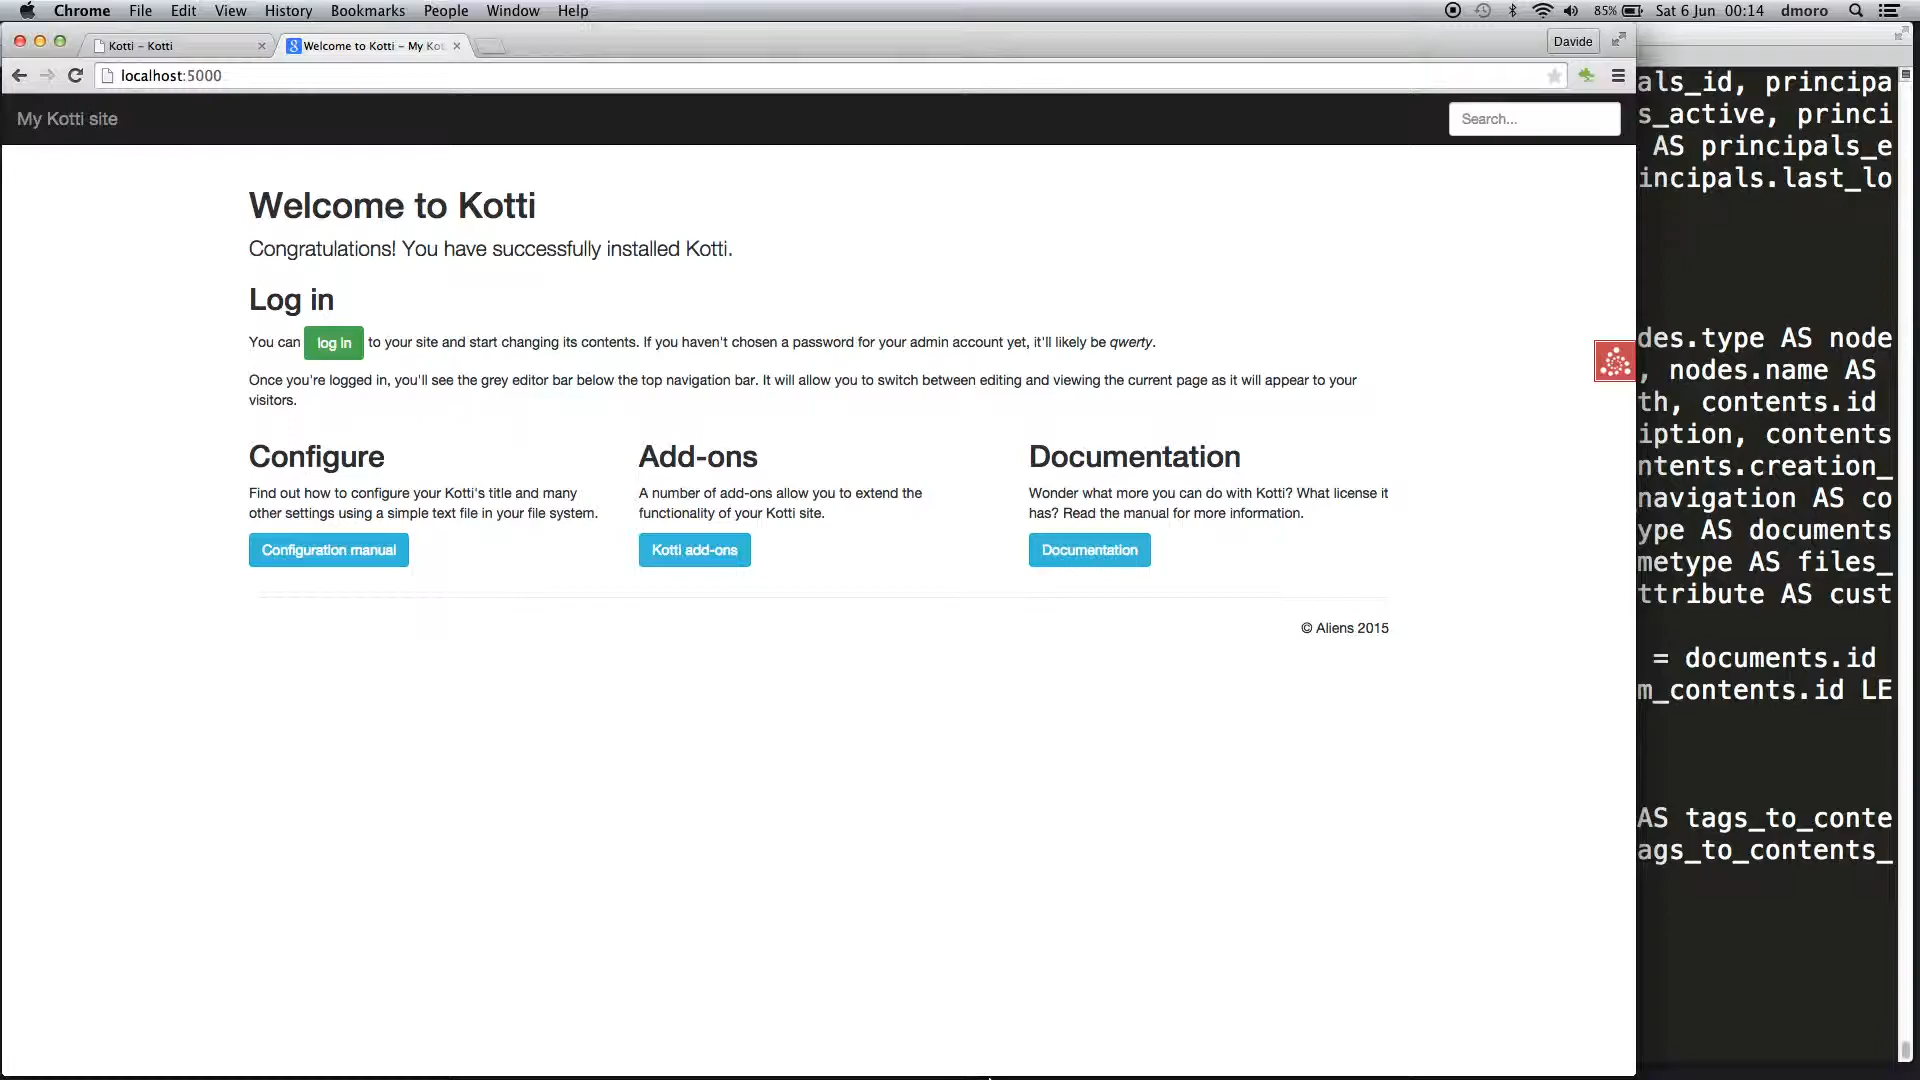 Chrome File Edit View History Bookmarks People Window Help 85% Sat 6 Jun 00:14 dmoro
Kotti – Kotti
Welcome to Kotti – My Kot
Davide
localhost:5000
My Kotti site
Search...
Welcome to Kotti
Congratulations! You have successfully installed Kotti.
Log in
You can log in to your site and start changing its contents. If you haven't chosen a password for your admin account yet, it'll likely be qwerty.
Once you're logged in, you'll see the grey editor bar below the top navigation bar. It will allow you to switch between editing and viewing the current page as it will appear to your
visitors.
Configure
Find out how to configure your Kotti's title and many
other settings using a simple text file in your file system.
Configuration manual
Add-ons
A number of add-ons allow you to extend the
functionality of your Kotti site.
Kotti add-ons
Documentation
Wonder what more you can do with Kotti? What license it
has? Read the manual for more information.
Documentation
© Aliens 2015
als_id, principa
s_active, princi
AS principals_e
incipals.last_lo
des.type AS node
, nodes.name AS
th, contents.id
iption, contents
ntents.creation_
navigation AS co
ype AS documents
metype AS files_
ttribute AS cust
= documents.id
m_contents.id LE
AS tags_to_conte
ags_to_contents_